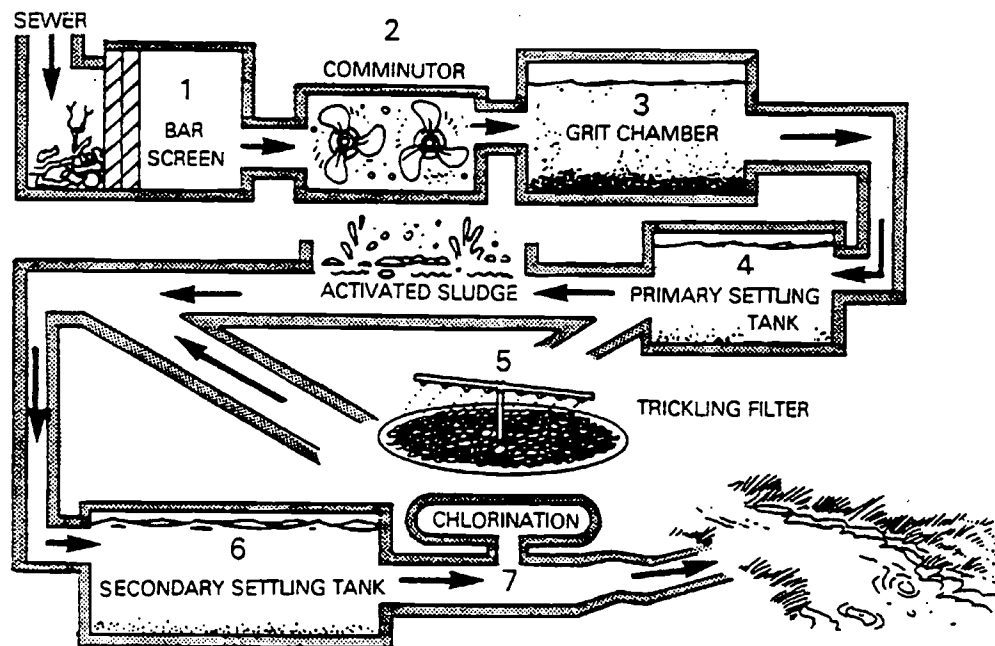 SEWER
1
BAR
SCREEN
2
COMMINUTOR
3
GRIT CHAMBER
4
PRIMARY SETTLING
TANK
ACTIVATED SLUDGE
5
TRICKLING FILTER
6
SECONDARY SETTLING TANK
CHLORINATION
7